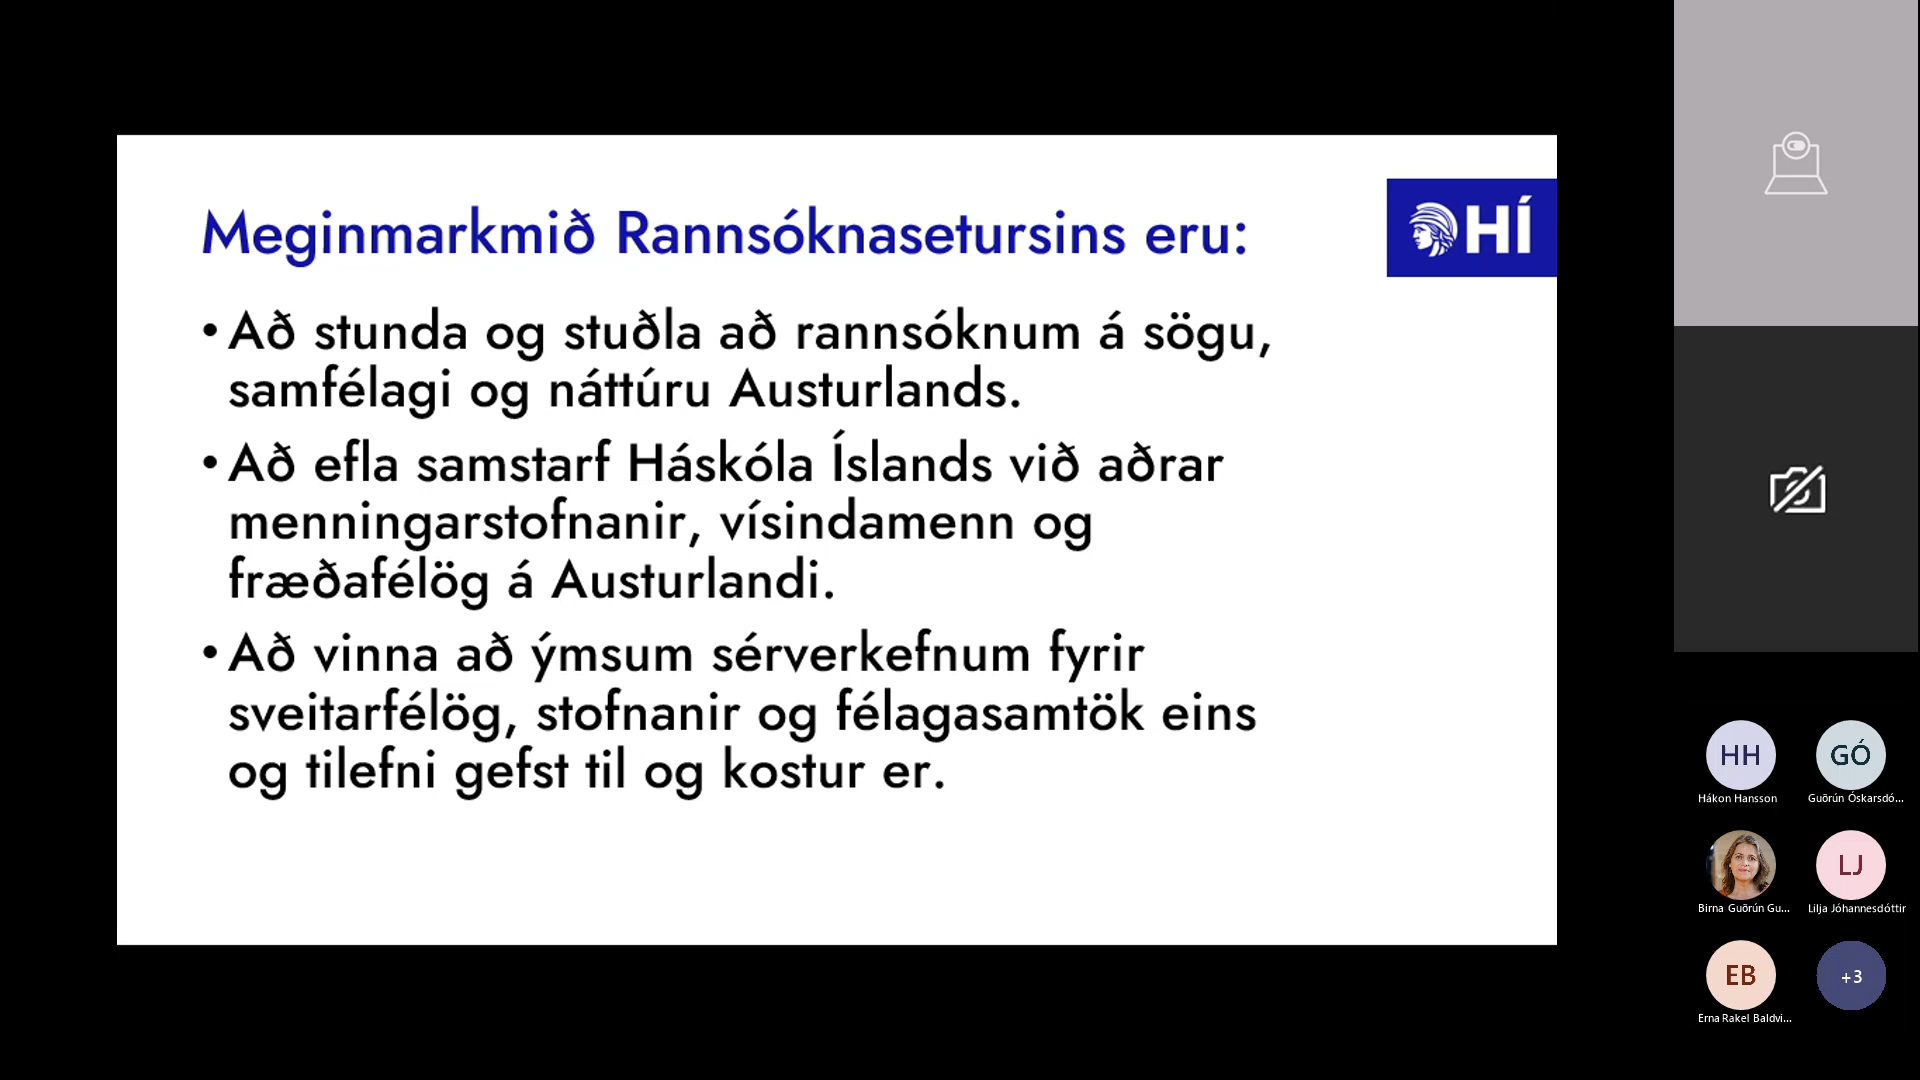 Meginmarkmið Rannsóknasetursins eru:
HÍ
• Að stunda og stuðla að rannsóknum á sögu,
samfélagi og náttúru Austurlands.
• Að efla samstarf Háskóla Íslands við aðrar
menningarstofnanir, vísindamenn og
fræðafélög á Austurlandi.
• Að vinna að ýmsum sérverkefnum fyrir
sveitarfélög, stofnanir og félagasamtök eins
og tilefni gefst til og kostur er.
HH
GÓ
Hákon Hansson
Guðrún Óskarsdó...
LJ
Birna Guðrún Gu...
Lilja Jóhannesdóttir
EB
+3
Erna Rakel Baldvi...